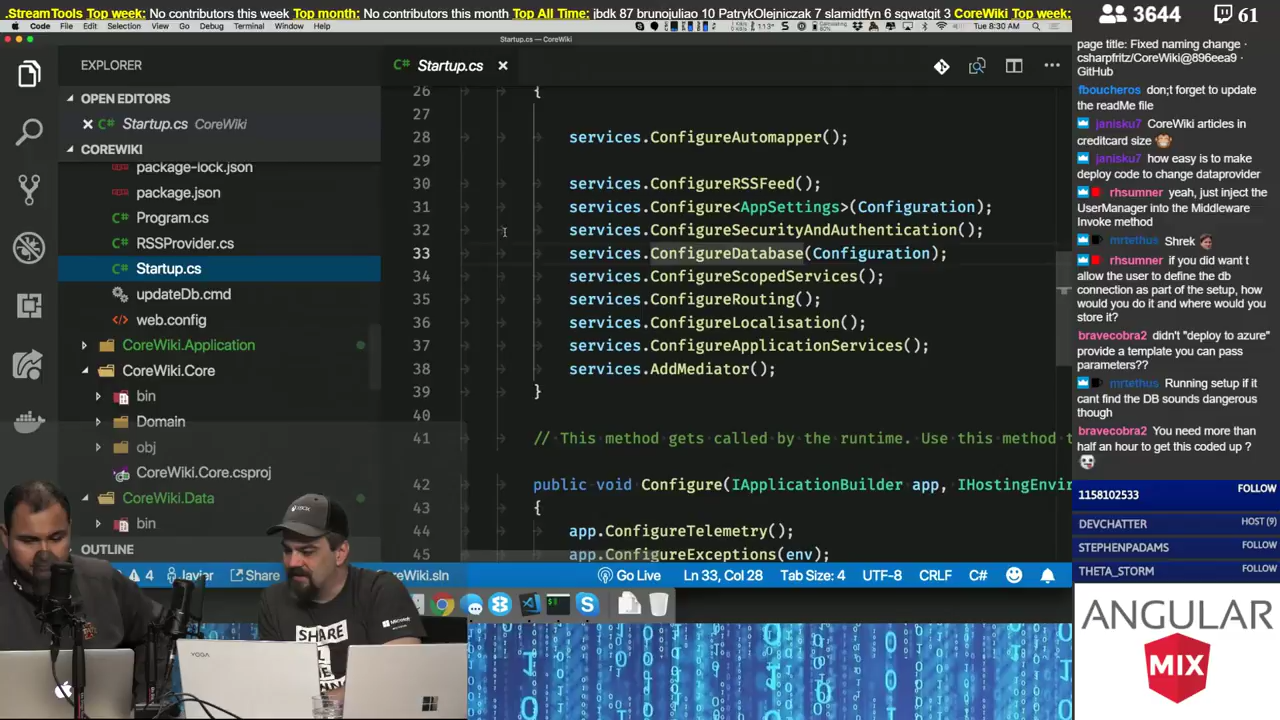 .StreamTools Top week: No contributors this week Top month: No contributors this month Top All Time: jbdk 87 brunojuliao 10 PatrykOlejniczak 7 slamidtfyn 6 sqwatgit 3 CoreWiki Top week:
Code File Edit Selection View Go Debug Terminal Window Help
Tue 8:30 AM
Startup.cs — CoreWiki
EXPLORER
Startup.cs
OPEN EDITORS
Startup.cs CoreWiki
COREWIKI
package-lock.json
package.json
Program.cs
RSSProvider.cs
Startup.cs
updateDb.cmd
web.config
CoreWiki.Application
CoreWiki.Core
bin
Domain
obj
CoreWiki.Core.csproj
CoreWiki.Data
bin
OUTLINE
26 {
27
28 services.ConfigureAutomapper();
29
30 services.ConfigureRSSFeed();
31 services.Configure<AppSettings>(Configuration);
32 services.ConfigureSecurityAndAuthentication();
33 services.ConfigureDatabase(Configuration);
34 services.ConfigureScopedServices();
35 services.ConfigureRouting();
36 services.ConfigureLocalisation();
37 services.ConfigureApplicationServices();
38 services.AddMediator();
39 }
40
41 // This method gets called by the runtime. Use this method t
42 public void Configure(IApplicationBuilder app, IHostingEnvir
43 {
44 app.ConfigureTelemetry();
45 app.ConfigureExceptions(env);
4 Javier Share CoreWiki.sln Go Live Ln 33, Col 28 Tab Size: 4 UTF-8 CRLF C#
3644 61
page title: Fixed naming change ·
csharpfritz/CoreWiki@896eea9 ·
GitHub
fboucheros don;t forget to update
the readMe file
janisku7 CoreWiki articles in
creditcard size
janisku7 how easy is to make
deploy code to change dataprovider
rhsumner yeah, just inject the
UserManager into the Middleware
Invoke method
mrtethus Shrek
rhsumner if you did want t
allow the user to define the db
connection as part of the setup, how
would you do it and where would you
store it?
bravecobra2 didn't "deploy to azure"
provide a template you can pass
parameters??
mrtethus Running setup if it
cant find the DB sounds dangerous
though
bravecobra2 You need more than
half an hour to get this coded up ?
1158102533 FOLLOW
DEVCHATTER HOST (9)
STEPHENPADAMS FOLLOW
THETA_STORM FOLLOW
ANGULAR
MIX
SHARE
Microsoft
YOGA